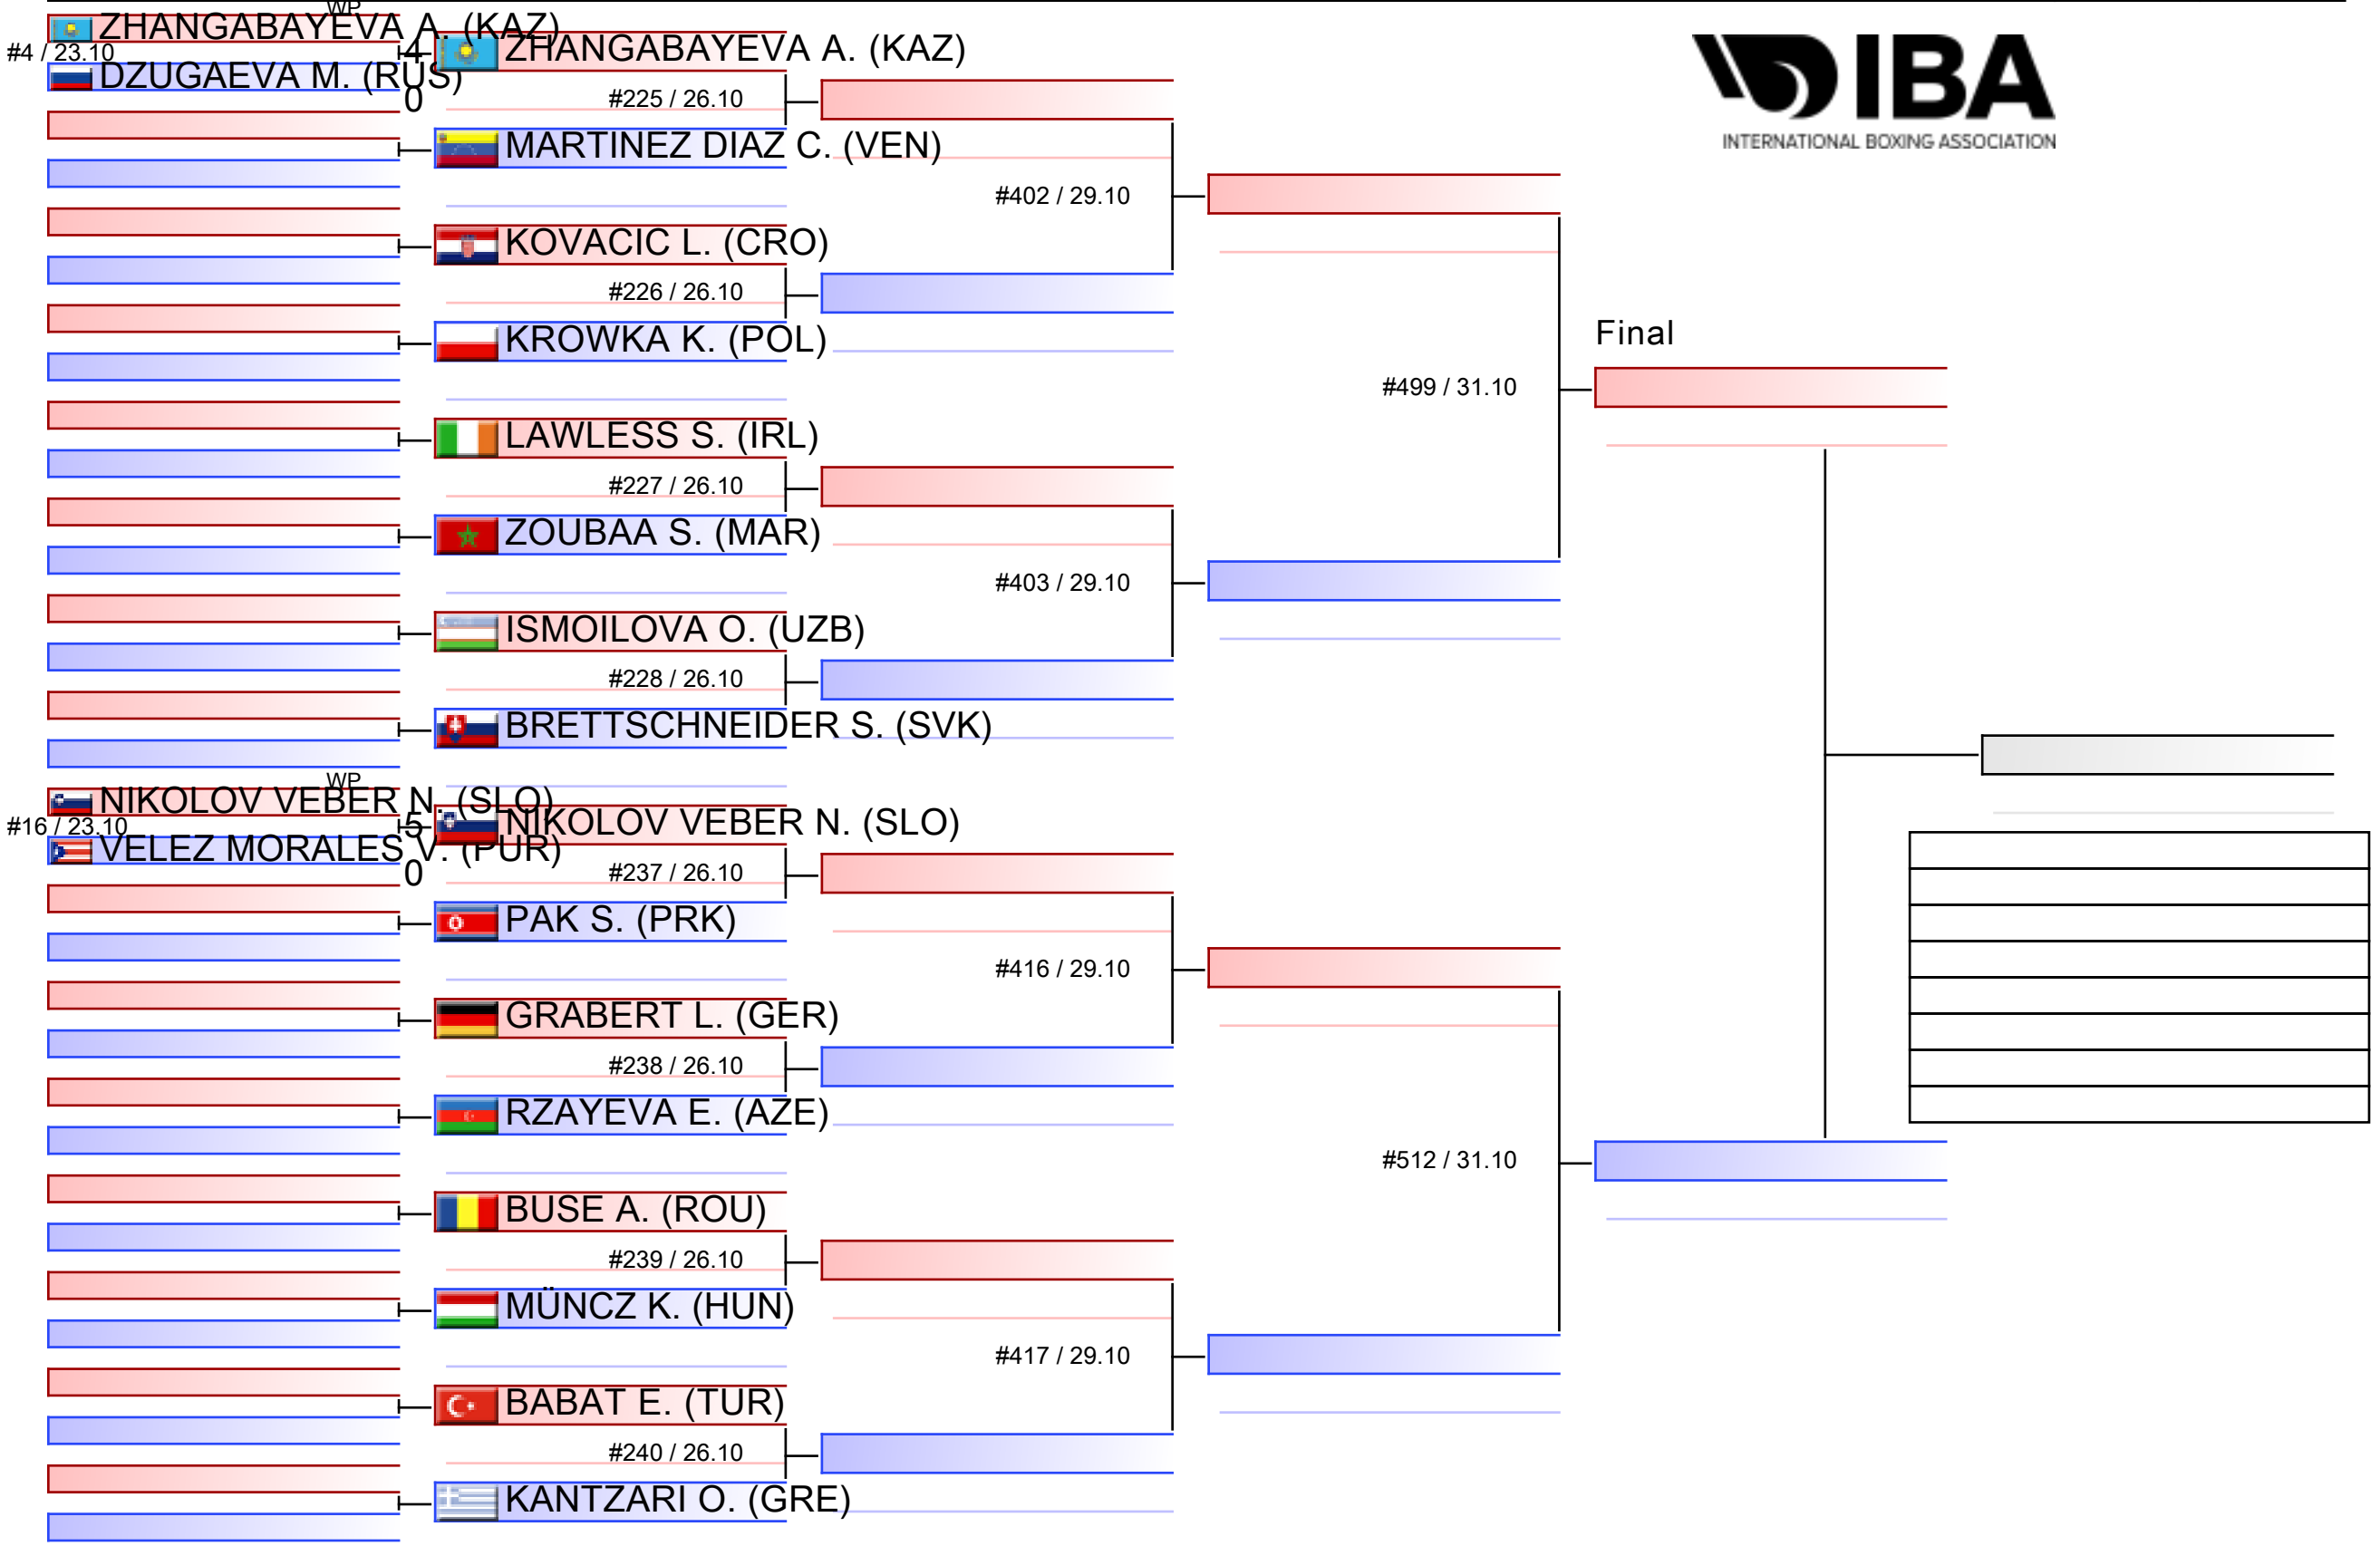 WP
ZHANGABAYEVA A. (KAZ)
#4 / 23.10
4
DZUGAEVA M. (RUS)
0
ZHANGABAYEVA A. (KAZ)
#225 / 26.10
MARTINEZ DIAZ C. (VEN)
#402 / 29.10
KOVACIC L. (CRO)
#226 / 26.10
KROWKA K. (POL)
#499 / 31.10
LAWLESS S. (IRL)
#227 / 26.10
ZOUBAA S. (MAR)
#403 / 29.10
ISMOILOVA O. (UZB)
#228 / 26.10
BRETTSCHNEIDER S. (SVK)
IBA
INTERNATIONAL BOXING ASSOCIATION
Final
WP
NIKOLOV VEBER N. (SLO)
#16 / 23.10
5
VELEZ MORALES V. (PUR)
0
NIKOLOV VEBER N. (SLO)
#237 / 26.10
PAK S. (PRK)
#416 / 29.10
GRABERT L. (GER)
#238 / 26.10
RZAYEVA E. (AZE)
#512 / 31.10
BUSE A. (ROU)
#239 / 26.10
MÜNCZ K. (HUN)
#417 / 29.10
BABAT E. (TUR)
#240 / 26.10
KANTZARI O. (GRE)